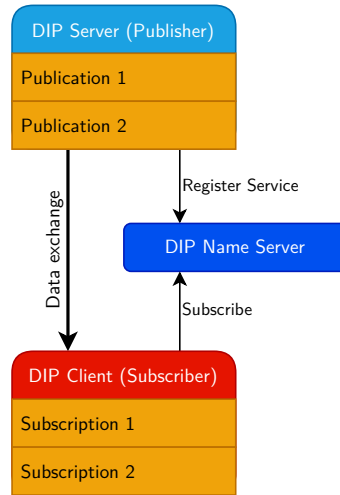 DIP Server (Publisher)
Publication 1
Publication 2
Register Service
Data exchange
DIP Name Server
Subscribe
DIP Client (Subscriber)
Subscription 1
Subscription 2